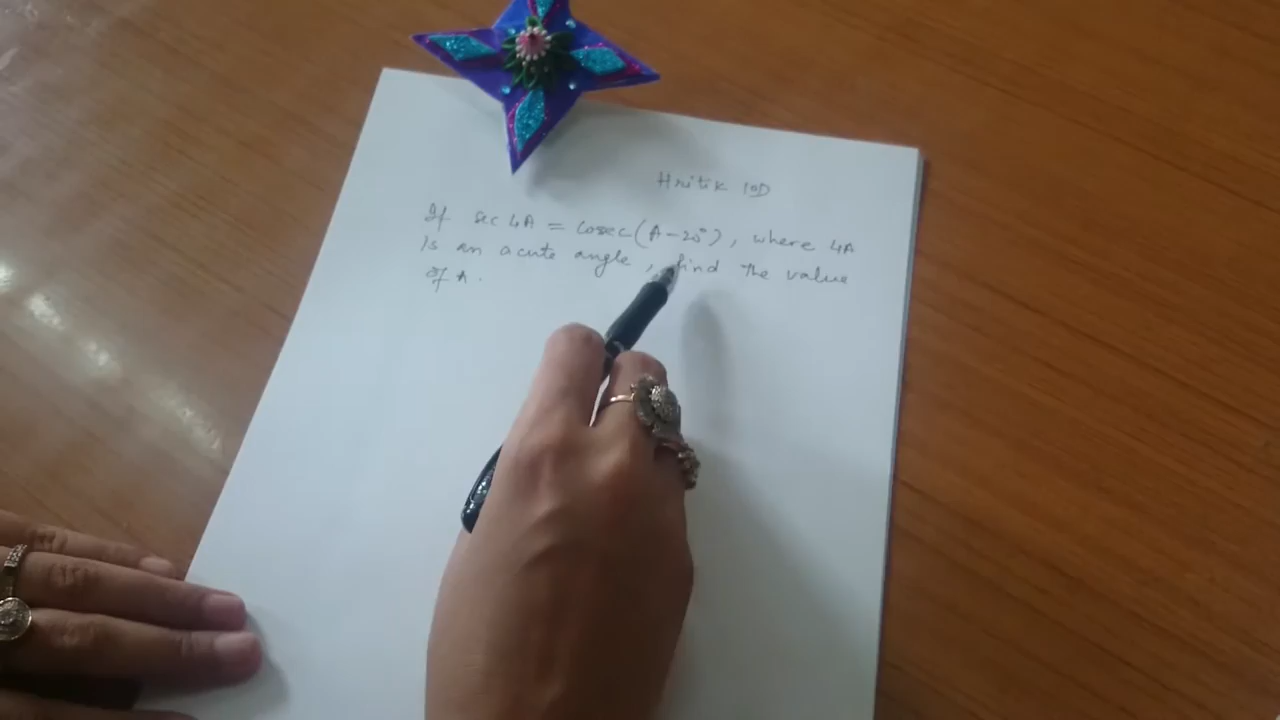 Hritik 10D
If sec 4A = Cosec(A-20°), where 4A
is an acute angle, find the value
of A.